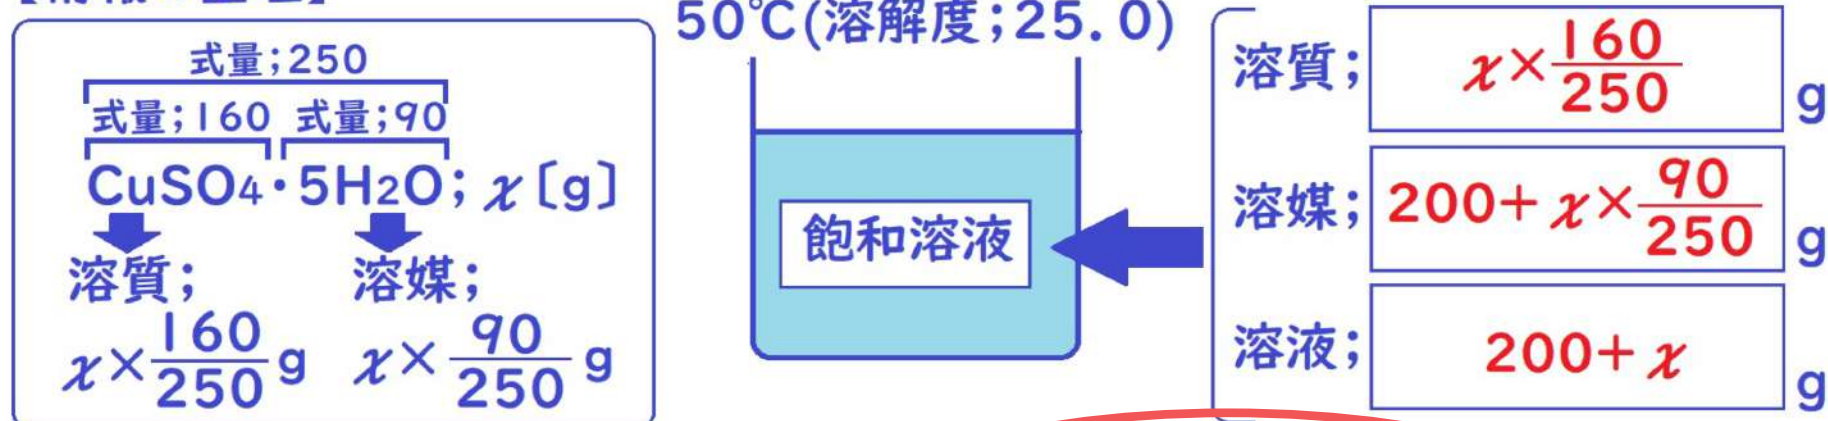 50℃(溶解度;25.0)
式量;250
式量;160 式量;90
CuSO4・5H2O; x〔g〕
溶質;
x×160/250 g
溶媒;
x×90/250 g
飽和溶液
溶質; x×160/250 g
溶媒; 200+x×90/250 g
溶液; 200+x g